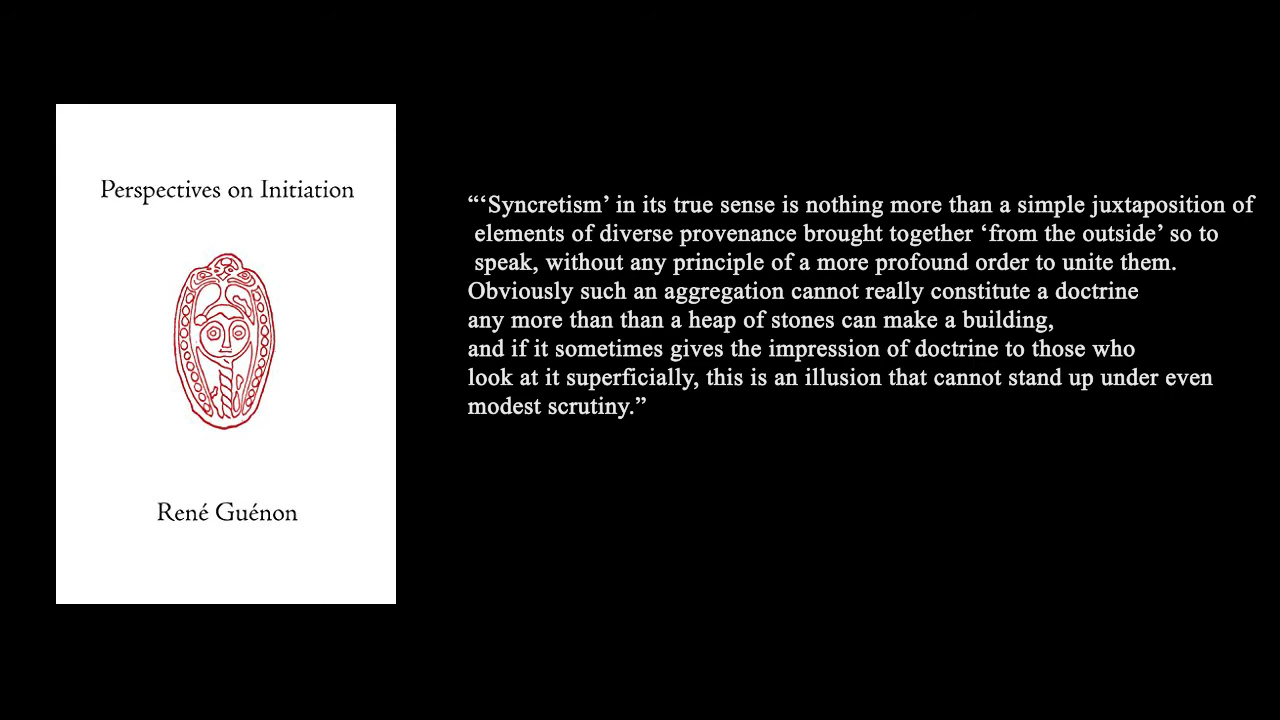 Perspectives on Initiation
René Guénon
“‘Syncretism’ in its true sense is nothing more than a simple juxtaposition of
elements of diverse provenance brought together ‘from the outside’ so to
speak, without any principle of a more profound order to unite them.
Obviously such an aggregation cannot really constitute a doctrine
any more than than a heap of stones can make a building,
and if it sometimes gives the impression of doctrine to those who
look at it superficially, this is an illusion that cannot stand up under even
modest scrutiny.”